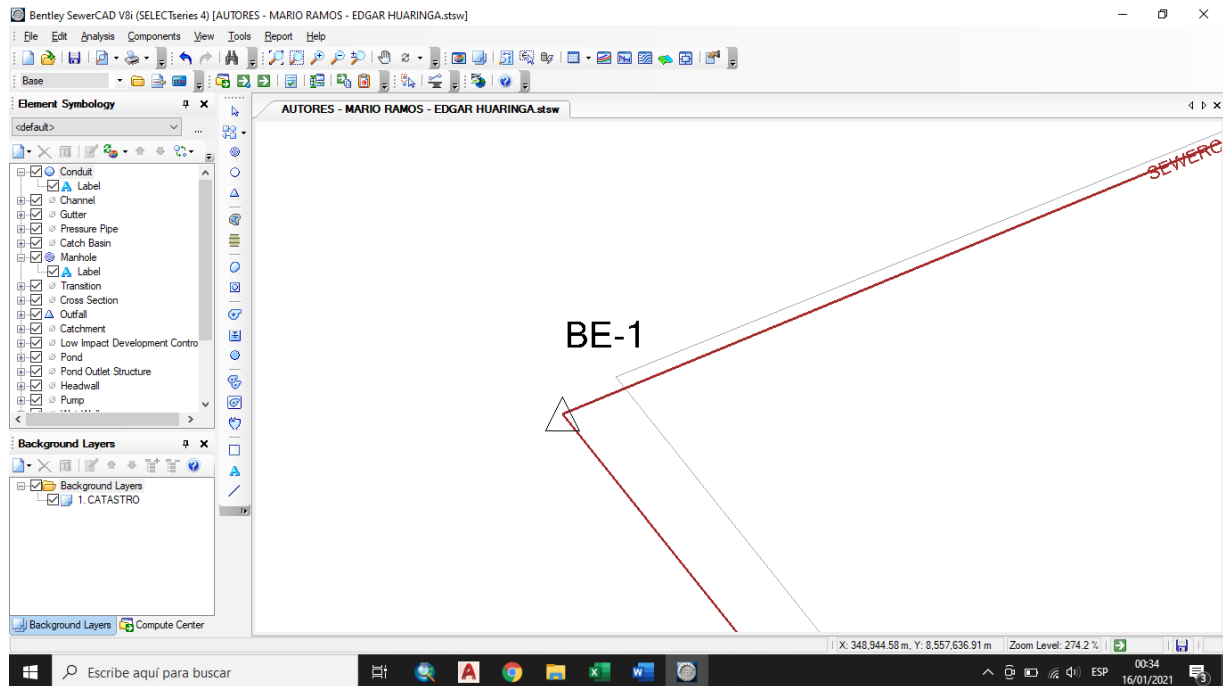 Bentley SewerCAD V8i (SELECTseries 4) [AUTORES - MARIO RAMOS - EDGAR HUARINGA.stsw]
File Edit Analysis Components View Tools Report Help
Base
Element Symbology
<default>
...
Conduit
Label
Channel
Gutter
Pressure Pipe
Catch Basin
Manhole
Label
Transition
Cross Section
Outfall
Catchment
Low Impact Development Contro
Pond
Pond Outlet Structure
Headwall
Pump
Background Layers
Background Layers
1. CATASTRO
Background Layers Compute Center
AUTORES - MARIO RAMOS - EDGAR HUARINGA.stsw
SEWERC
BE-1
X: 348,944.58 m, Y: 8,557,636.91 m Zoom Level: 274.2 %
Escribe aquí para buscar
ESP
00:34
16/01/2021
3